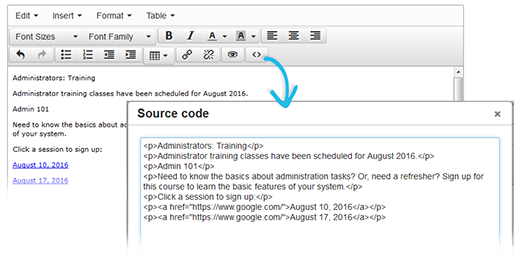 Edit Insert Format Table
Font Sizes Font Family B I A A
Administrators: Training
Administrator training classes have been scheduled for August 2016.
Admin 101
Need to know the basics about ad
of your system.
Click a session to sign up:
August 10, 2016
August 17, 2016
Source code
<p>Administrators: Training</p>
<p>Administrator training classes have been scheduled for August 2016.</p>
<p>Admin 101</p>
<p>Need to know the basics about administration tasks? Or, need a refresher? Sign up for
this course to learn the basic features of your system.</p>
<p>Click a session to sign up:</p>
<p><a href="https://www.google.com/">August 10, 2016</a></p>
<p><a href="https://www.google.com/">August 17, 2016</a></p>